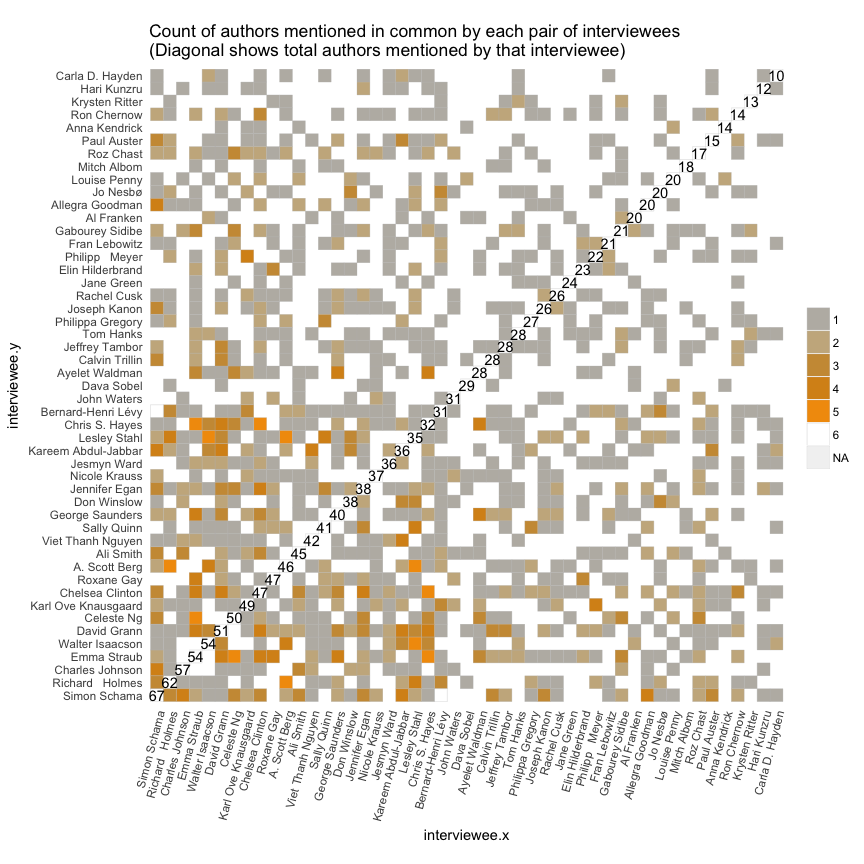 Count of authors mentioned in common by each pair of interviewees
(Diagonal shows total authors mentioned by that interviewee)
interviewee.y
Carla D. Hayden
Hari Kunzru
Krysten Ritter
Ron Chernow
Anna Kendrick
Paul Auster
Roz Chast
Mitch Albom
Louise Penny
Jo Nesbø
Allegra Goodman
Al Franken
Gabourey Sidibe
Fran Lebowitz
Philipp   Meyer
Elin Hilderbrand
Jane Green
Rachel Cusk
Joseph Kanon
Philippa Gregory
Tom Hanks
Jeffrey Tambor
Calvin Trillin
Ayelet Waldman
Dava Sobel
John Waters
Bernard-Henri Lévy
Chris S. Hayes
Lesley Stahl
Kareem Abdul-Jabbar
Jesmyn Ward
Nicole Krauss
Jennifer Egan
Don Winslow
George Saunders
Sally Quinn
Viet Thanh Nguyen
Ali Smith
A. Scott Berg
Roxane Gay
Chelsea Clinton
Karl Ove Knausgaard
Celeste Ng
David Grann
Walter Isaacson
Emma Straub
Charles Johnson
Richard   Holmes
Simon Schama
10
12
13
14
14
15
17
18
20
20
20
20
21
21
22
23
24
26
26
27
28
28
28
28
29
31
31
32
35
36
36
37
38
38
40
41
42
45
46
47
47
49
50
51
54
54
57
62
67
Simon Schama
Richard   Holmes
Charles Johnson
Emma Straub
Walter Isaacson
David Grann
Celeste Ng
Karl Ove Knausgaard
Chelsea Clinton
Roxane Gay
A. Scott Berg
Ali Smith
Viet Thanh Nguyen
Sally Quinn
George Saunders
Don Winslow
Jennifer Egan
Nicole Krauss
Jesmyn Ward
Kareem Abdul-Jabbar
Lesley Stahl
Chris S. Hayes
Bernard-Henri Lévy
John Waters
Dava Sobel
Ayelet Waldman
Calvin Trillin
Jeffrey Tambor
Tom Hanks
Philippa Gregory
Joseph Kanon
Rachel Cusk
Jane Green
Elin Hilderbrand
Philipp   Meyer
Fran Lebowitz
Gabourey Sidibe
Al Franken
Allegra Goodman
Jo Nesbø
Louise Penny
Mitch Albom
Roz Chast
Paul Auster
Anna Kendrick
Ron Chernow
Krysten Ritter
Hari Kunzru
Carla D. Hayden
interviewee.x
1
2
3
4
5
6
NA